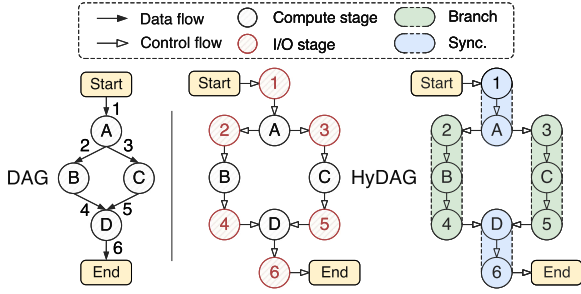 Data flow Compute stage Branch
Control flow I/O stage Sync.
Start Start 1 Start 1
1
A A A
2 3 2 3 2 3
DAG B C B C HyDAG B C
4 5 4 5 4 5
D D D
6
End 6 End 6 End